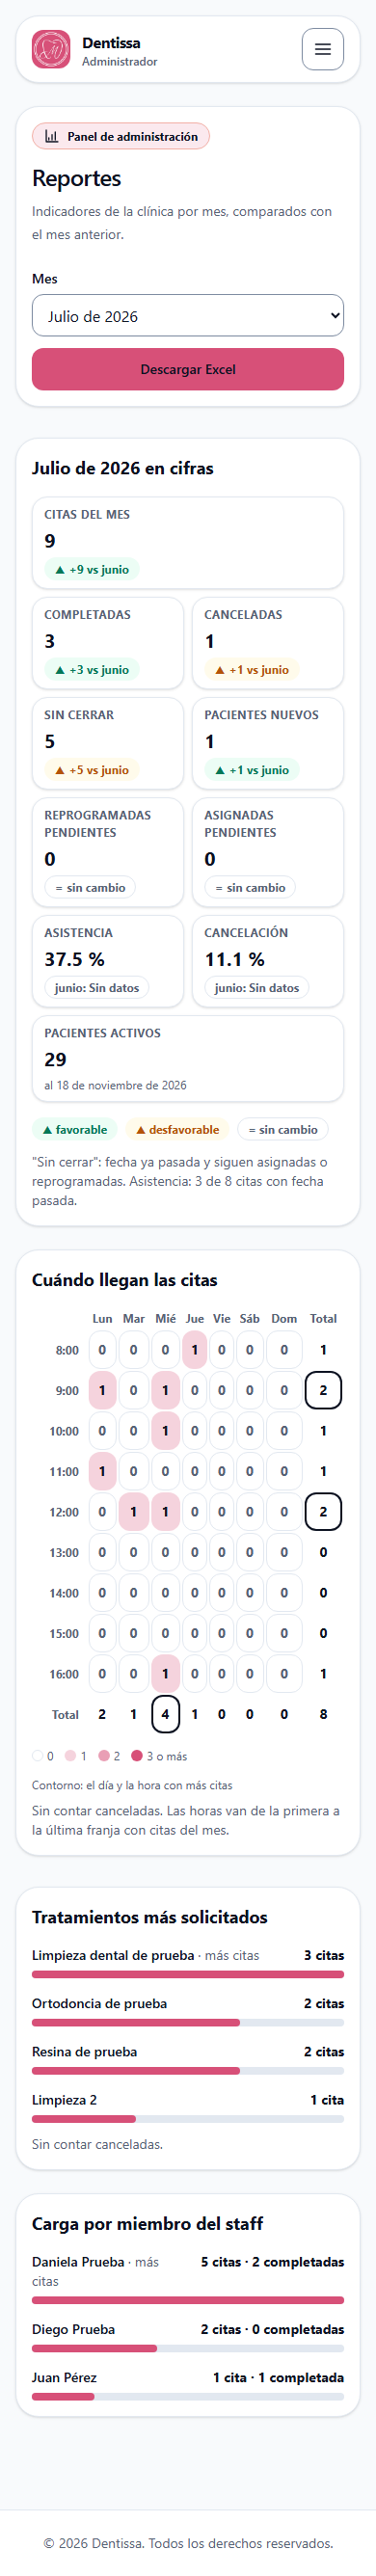 Dentissa
Administrador
Panel de administración
Reportes
Indicadores de la clínica por mes, comparados con
el mes anterior.
Mes
Julio de 2026
Descargar Excel
Julio de 2026 en cifras
CITAS DEL MES
9
▲ +9 vs junio
COMPLETADAS
3
▲ +3 vs junio
CANCELADAS
1
▲ +1 vs junio
SIN CERRAR
5
▲ +5 vs junio
PACIENTES NUEVOS
1
▲ +1 vs junio
REPROGRAMADAS
PENDIENTES
0
= sin cambio
ASIGNADAS
PENDIENTES
0
= sin cambio
ASISTENCIA
37.5 %
junio: Sin datos
CANCELACIÓN
11.1 %
junio: Sin datos
PACIENTES ACTIVOS
29
al 18 de noviembre de 2026
▲ favorable ▲ desfavorable = sin cambio
"Sin cerrar": fecha ya pasada y siguen asignadas o
reprogramadas. Asistencia: 3 de 8 citas con fecha
pasada.
Cuándo llegan las citas
Lun Mar Mié Jue Vie Sáb Dom Total
8:00 0 0 0 1 0 0 0 1
9:00 1 0 1 0 0 0 0 2
10:00 0 0 1 0 0 0 0 1
11:00 1 0 0 0 0 0 0 1
12:00 0 1 1 0 0 0 0 2
13:00 0 0 0 0 0 0 0 0
14:00 0 0 0 0 0 0 0 0
15:00 0 0 0 0 0 0 0 0
16:00 0 0 1 0 0 0 0 1
Total 2 1 4 1 0 0 0 8
0 1 2 3 o más
Contorno: el día y la hora con más citas
Sin contar canceladas. Las horas van de la primera a
la última franja con citas del mes.
Tratamientos más solicitados
Limpieza dental de prueba · más citas 3 citas
Ortodoncia de prueba 2 citas
Resina de prueba 2 citas
Limpieza 2 1 cita
Sin contar canceladas.
Carga por miembro del staff
Daniela Prueba · más 5 citas · 2 completadas
citas
Diego Prueba 2 citas · 0 completadas
Juan Pérez 1 cita · 1 completada
© 2026 Dentissa. Todos los derechos reservados.